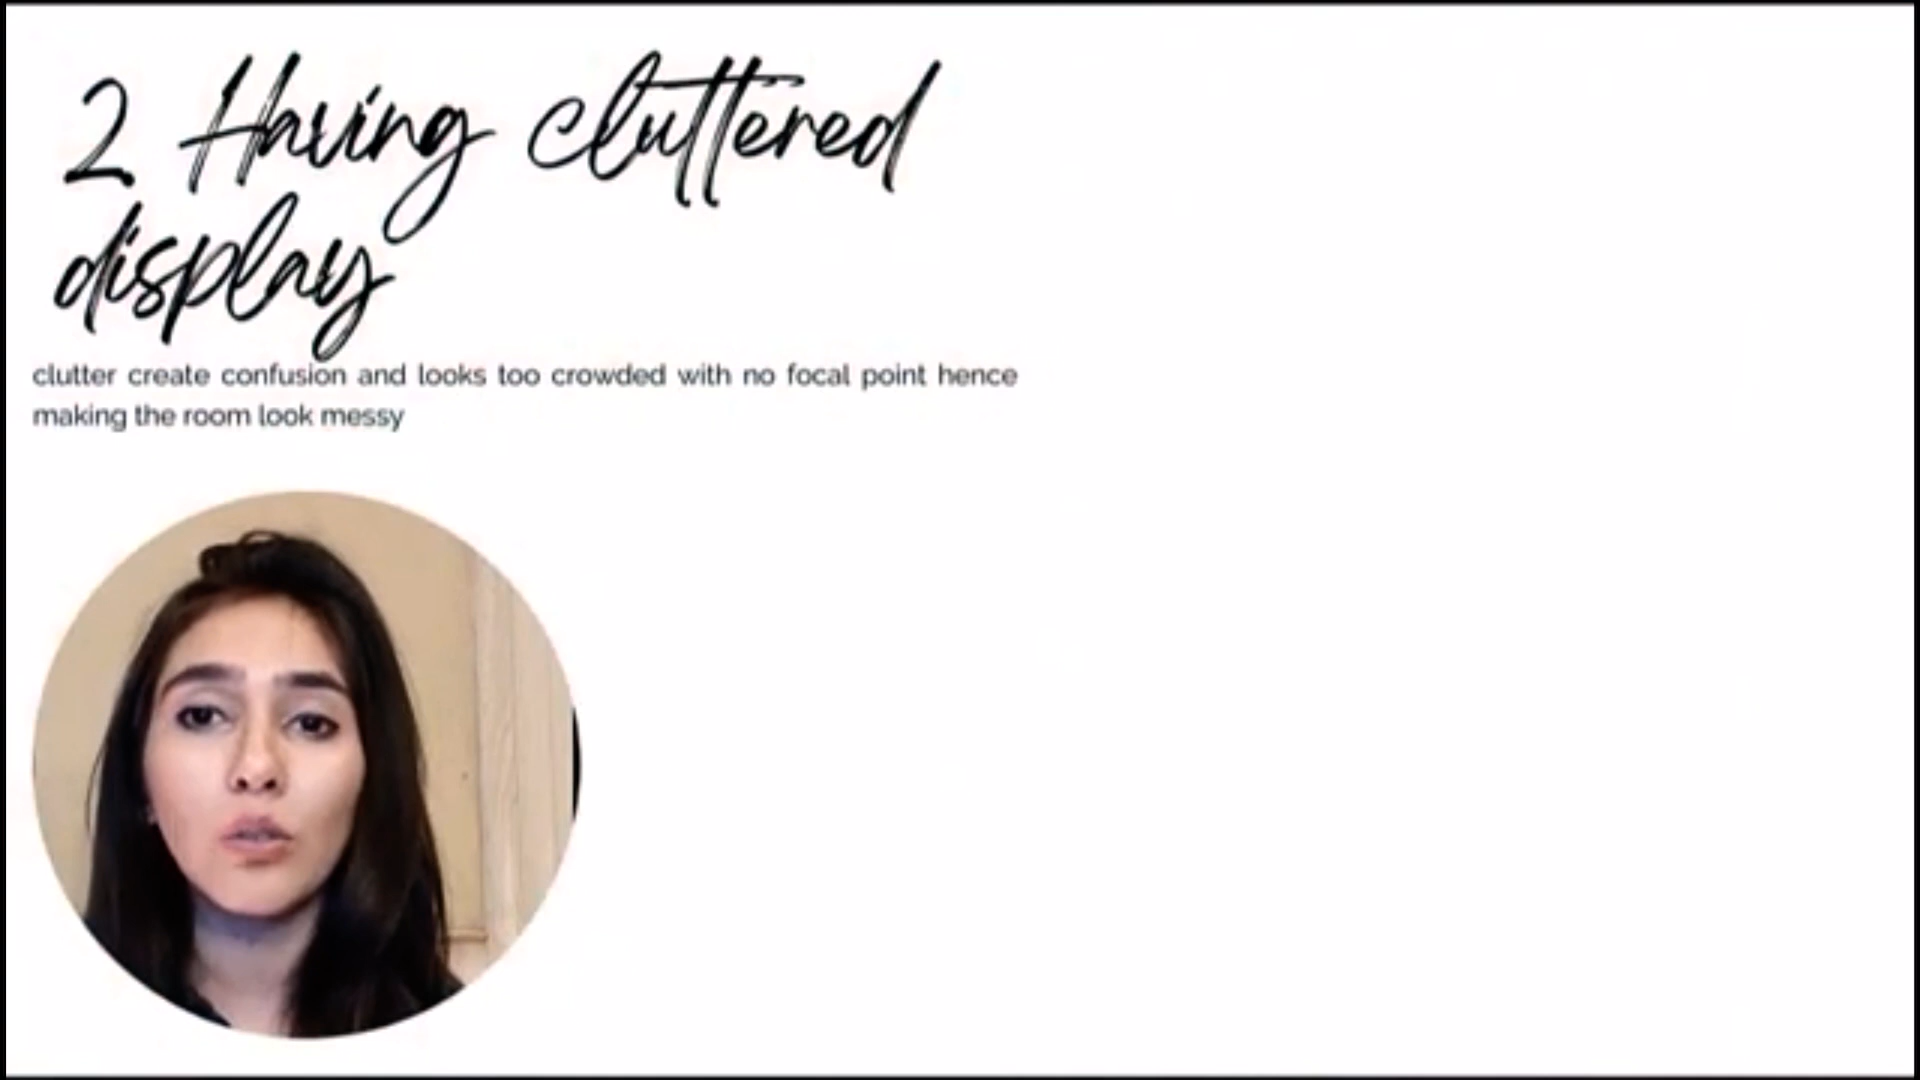 2 Having cluttered
display
clutter create confusion and looks too crowded with no focal point hence
making the room look messy